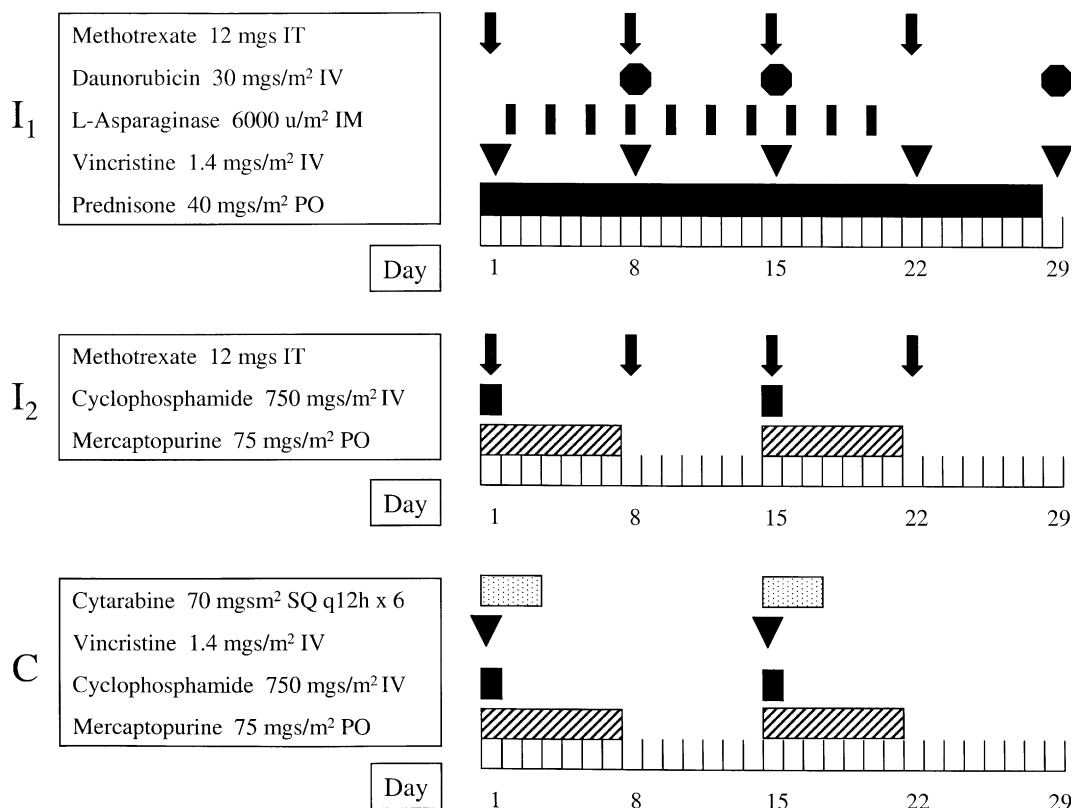 I₁
Methotrexate 12 mgs IT
Daunorubicin 30 mgs/m² IV
L-Asparaginase 6000 u/m² IM
Vincristine 1.4 mgs/m² IV
Prednisone 40 mgs/m² PO
Day
1 8 15 22 29
I₂
Methotrexate 12 mgs IT
Cyclophosphamide 750 mgs/m² IV
Mercaptopurine 75 mgs/m² PO
Day
1 8 15 22 29
C
Cytarabine 70 mgsm² SQ q12h x 6
Vincristine 1.4 mgs/m² IV
Cyclophosphamide 750 mgs/m² IV
Mercaptopurine 75 mgs/m² PO
Day
1 8 15 22 29